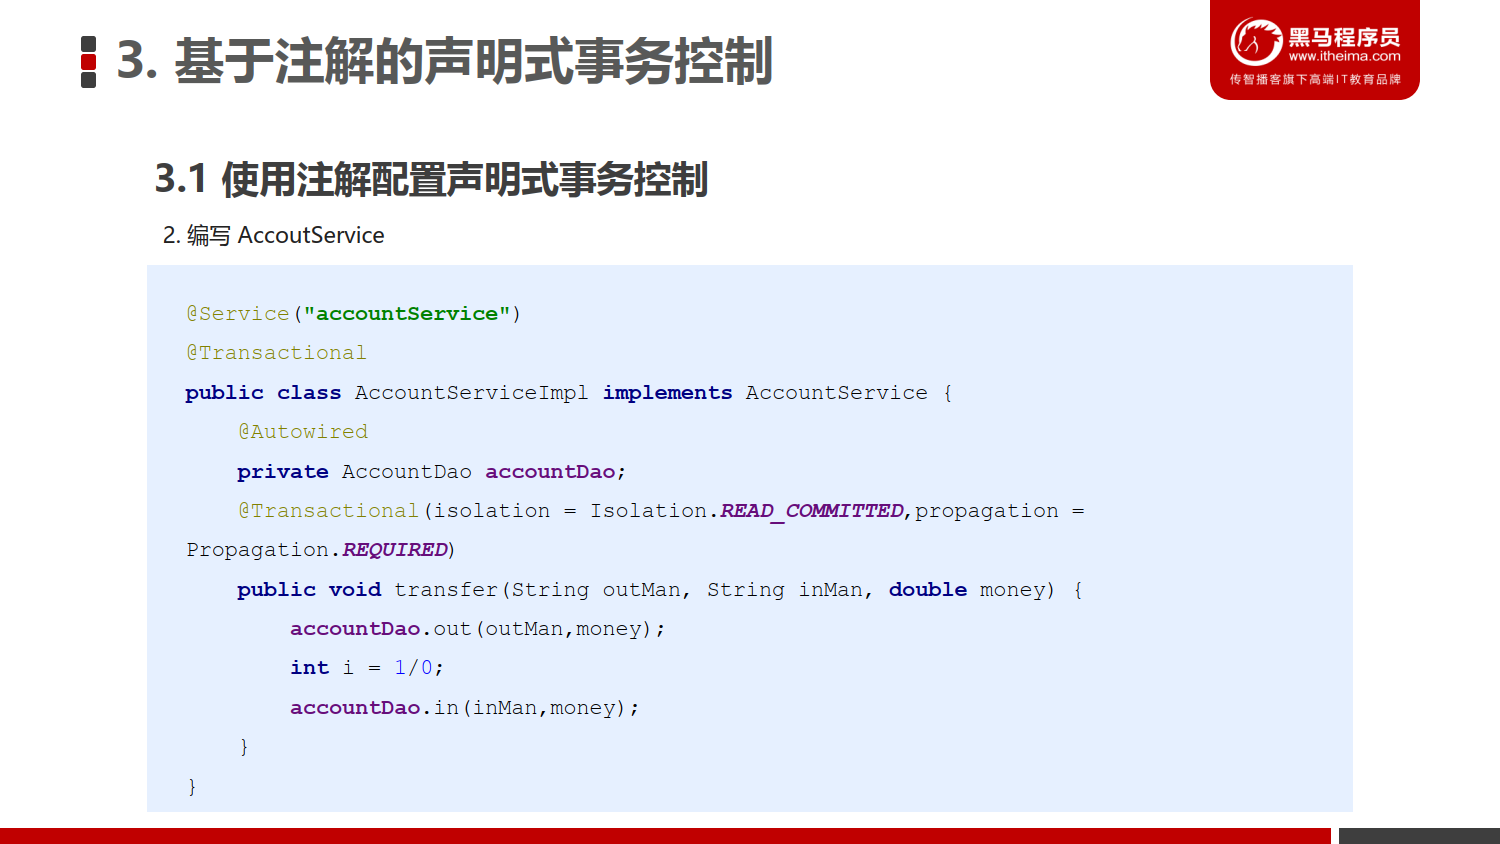 3. 基于注解的声明式事务控制
黑马程序员
www.itheima.com
传智播客旗下高端IT教育品牌
3.1 使用注解配置声明式事务控制
2. 编写 AccoutService
@Service("accountService")
@Transactional
public class AccountServiceImpl implements AccountService {
    @Autowired
    private AccountDao accountDao;
    @Transactional(isolation = Isolation.READ_COMMITTED,propagation =
Propagation.REQUIRED)
    public void transfer(String outMan, String inMan, double money) {
        accountDao.out(outMan,money);
        int i = 1/0;
        accountDao.in(inMan,money);
    }
}